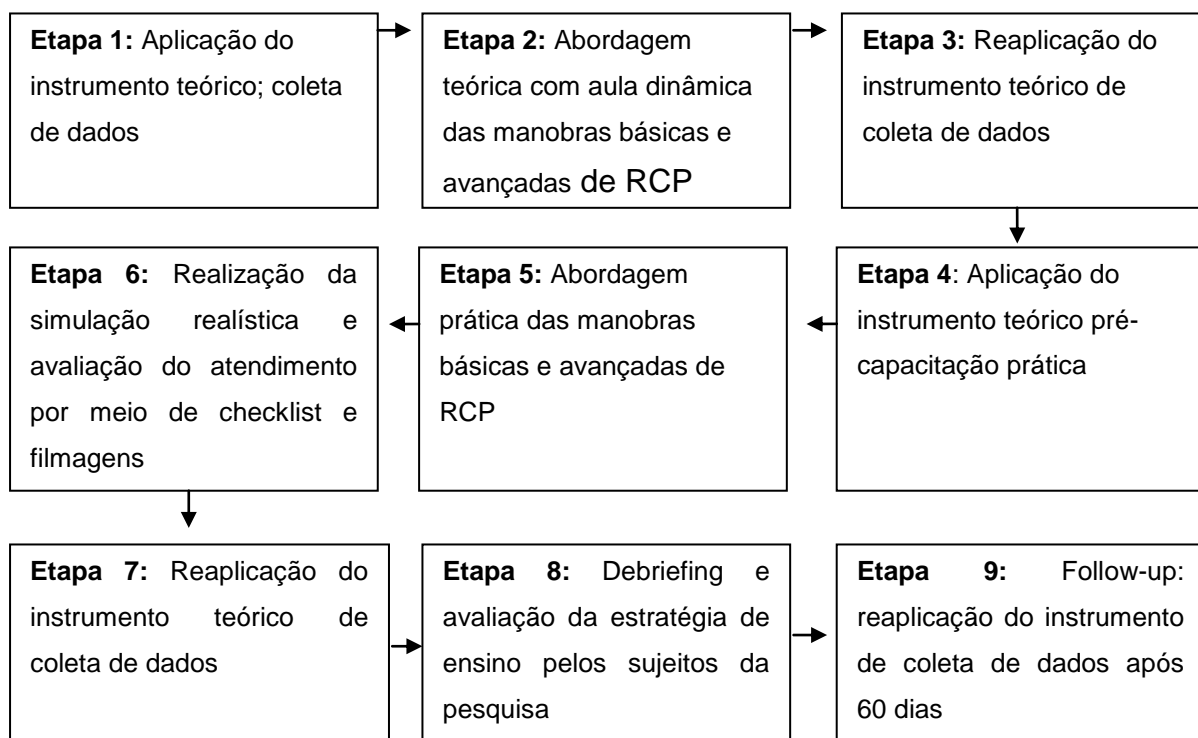 Etapa 1: Aplicação do
instrumento teórico; coleta
de dados
Etapa 2: Abordagem
teórica com aula dinâmica
das manobras básicas e
avançadas de RCP
Etapa 3: Reaplicação do
instrumento teórico de
coleta de dados
Etapa 4: Aplicação do
instrumento teórico pré-
capacitação prática
Etapa 5: Abordagem
prática das manobras
básicas e avançadas de
RCP
Etapa 6: Realização da
simulação realística e
avaliação do atendimento
por meio de checklist e
filmagens
Etapa 7: Reaplicação do
instrumento teórico de
coleta de dados
Etapa 8: Debriefing e
avaliação da estratégia de
ensino pelos sujeitos da
pesquisa
Etapa 9: Follow-up:
reaplicação do instrumento
de coleta de dados após
60 dias